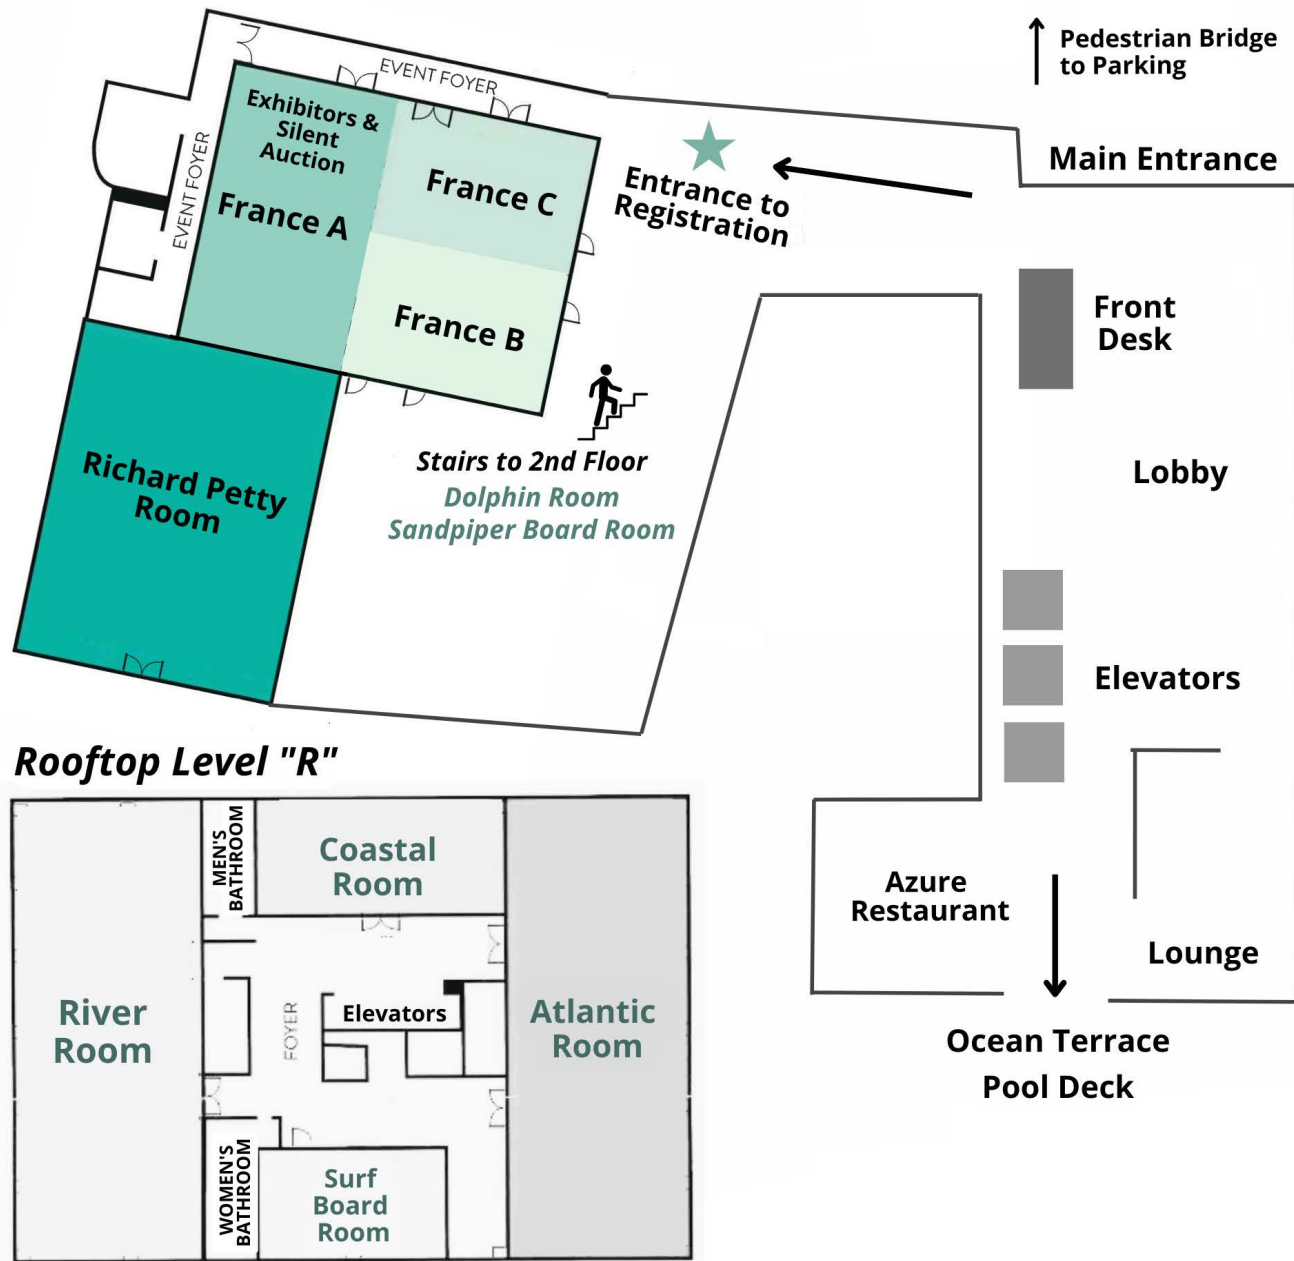 Pedestrian Bridge
to Parking
Main Entrance
EVENT FOYER
EVENT FOYER
Exhibitors &
Silent
Auction
France A
France C
France B
Entrance to
Registration
Front
Desk
Lobby
Richard Petty
Room
Stairs to 2nd Floor
Dolphin Room
Sandpiper Board Room
Elevators
Azure
Restaurant
Lounge
Ocean Terrace
Pool Deck
Rooftop Level "R"
MEN'S
BATHROOM
Coastal
Room
River
Room
FOYER
Elevators
Atlantic
Room
WOMEN'S
BATHROOM
Surf
Board
Room